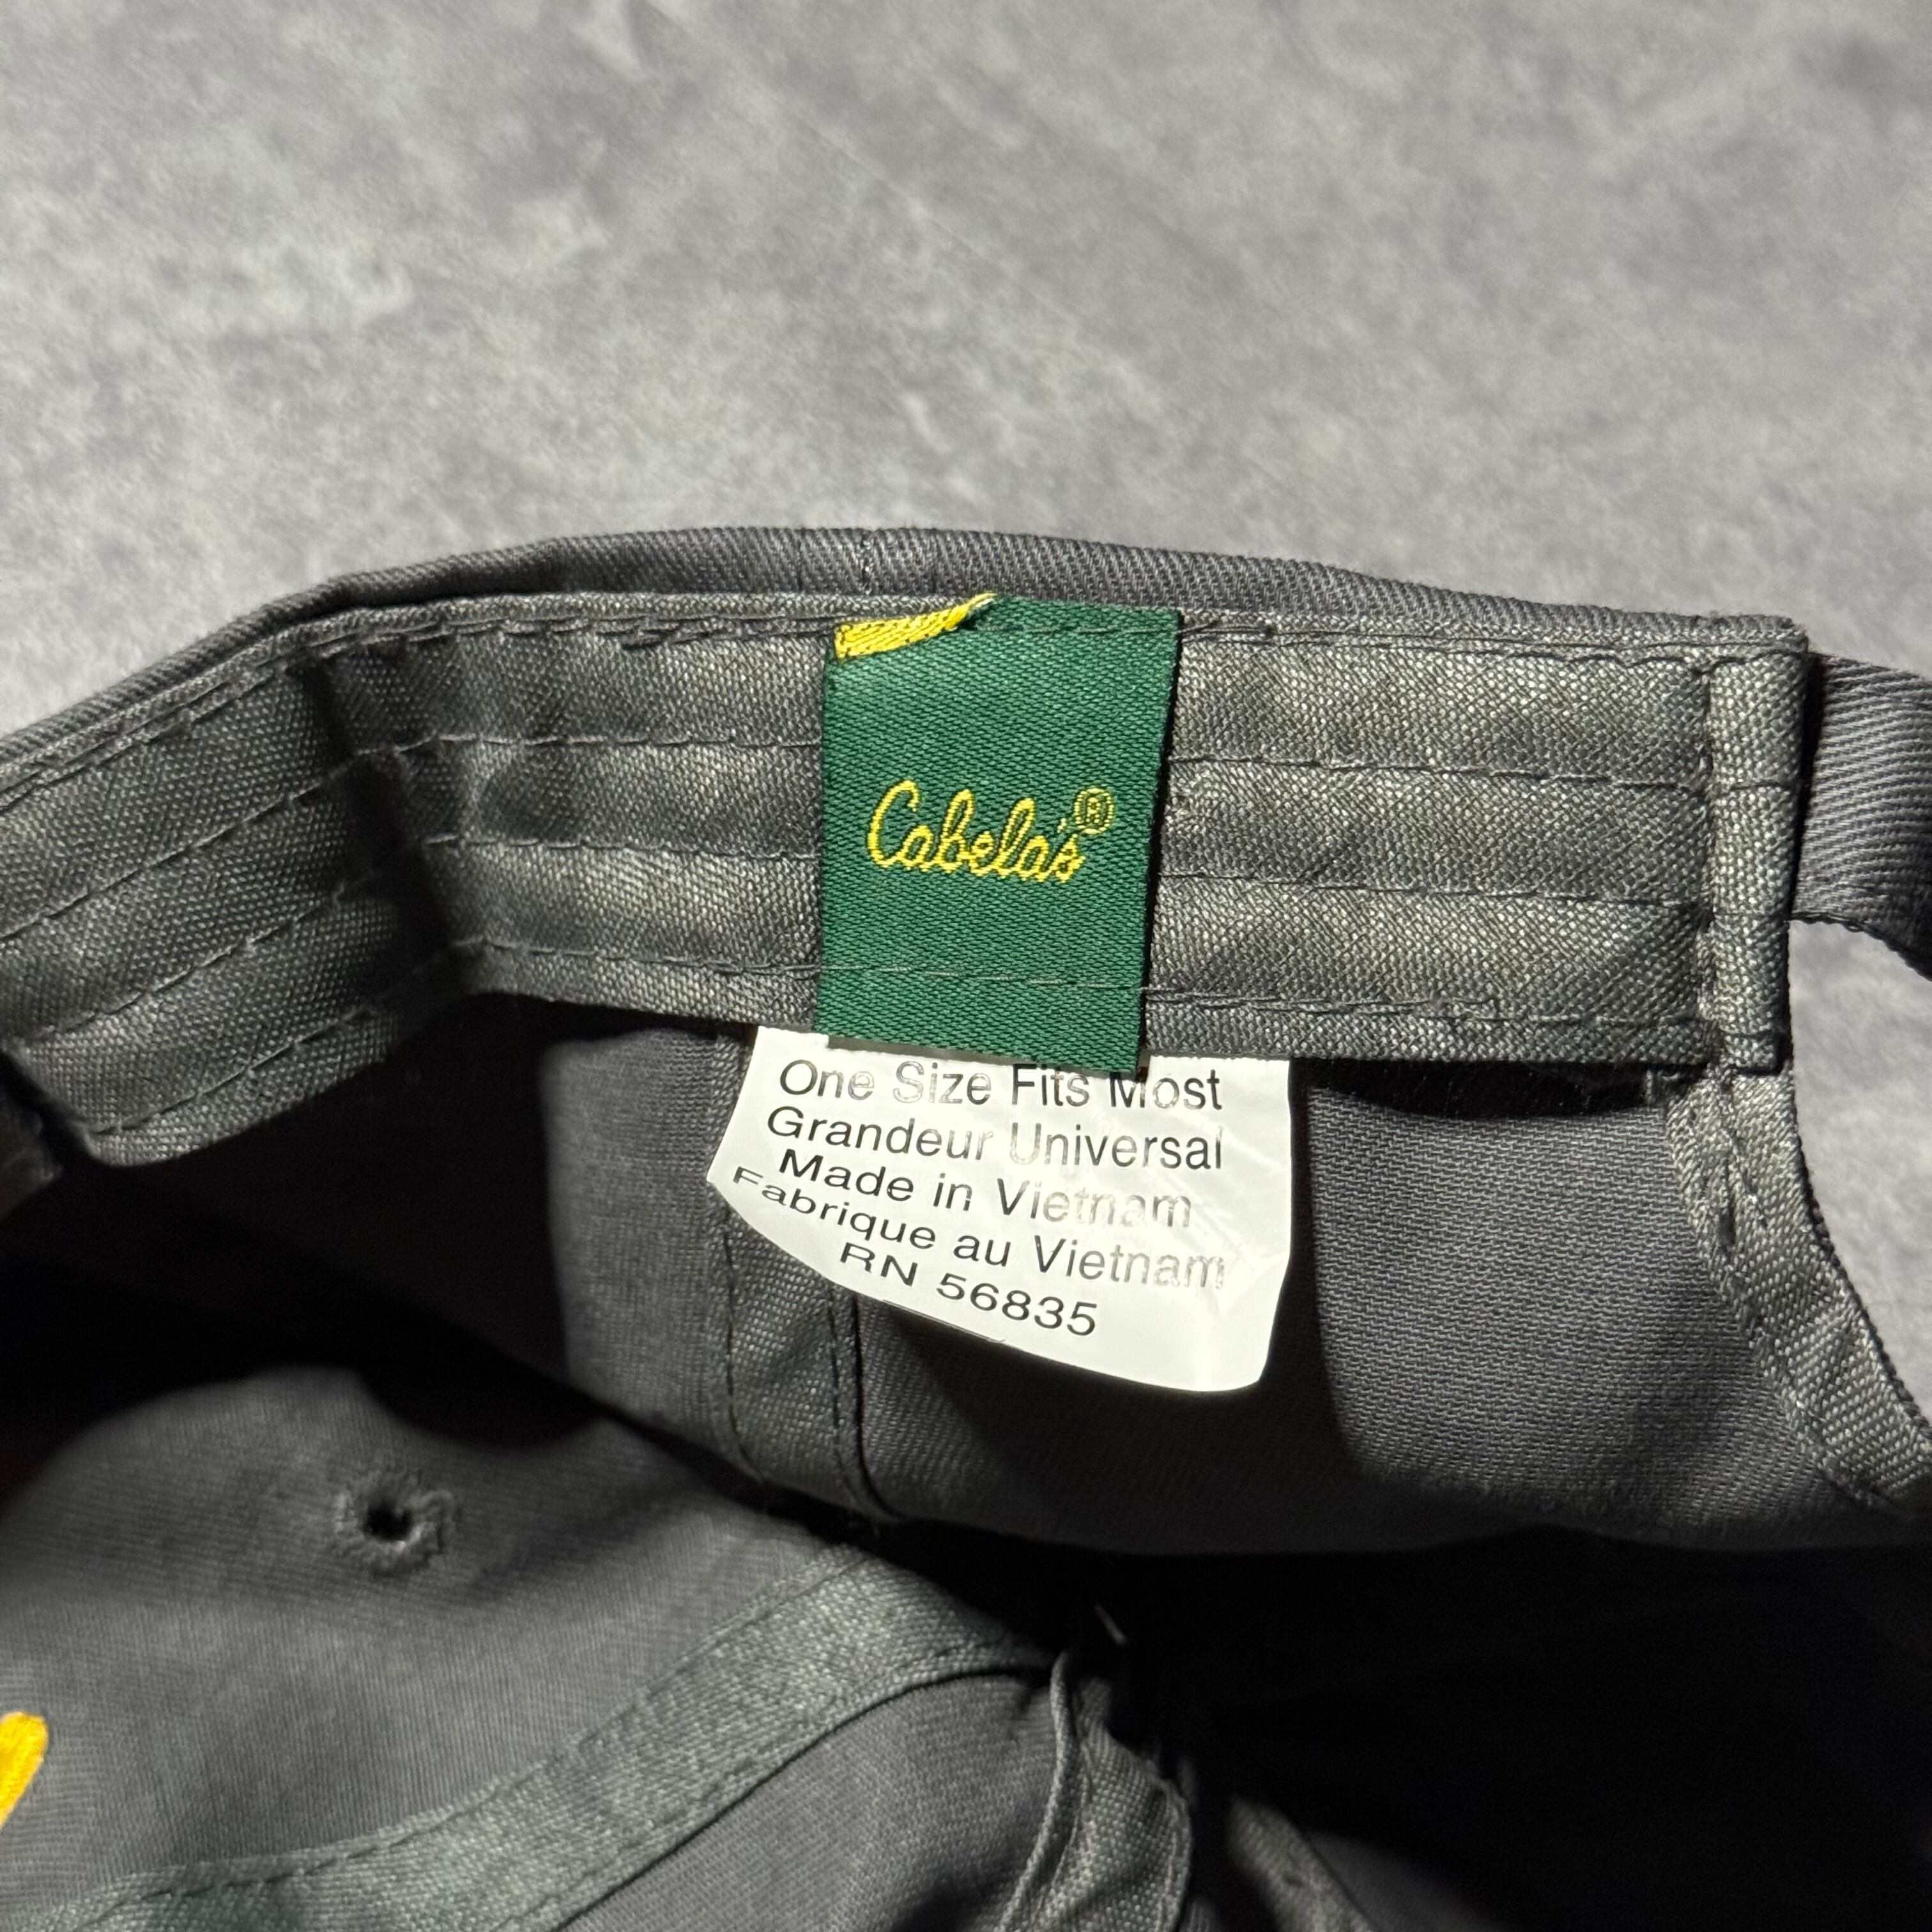 Cabela's®
One Size Fits Most
Grandeur Universal
Made in Vietnam
Fabrique au Vietnam
RN 56835